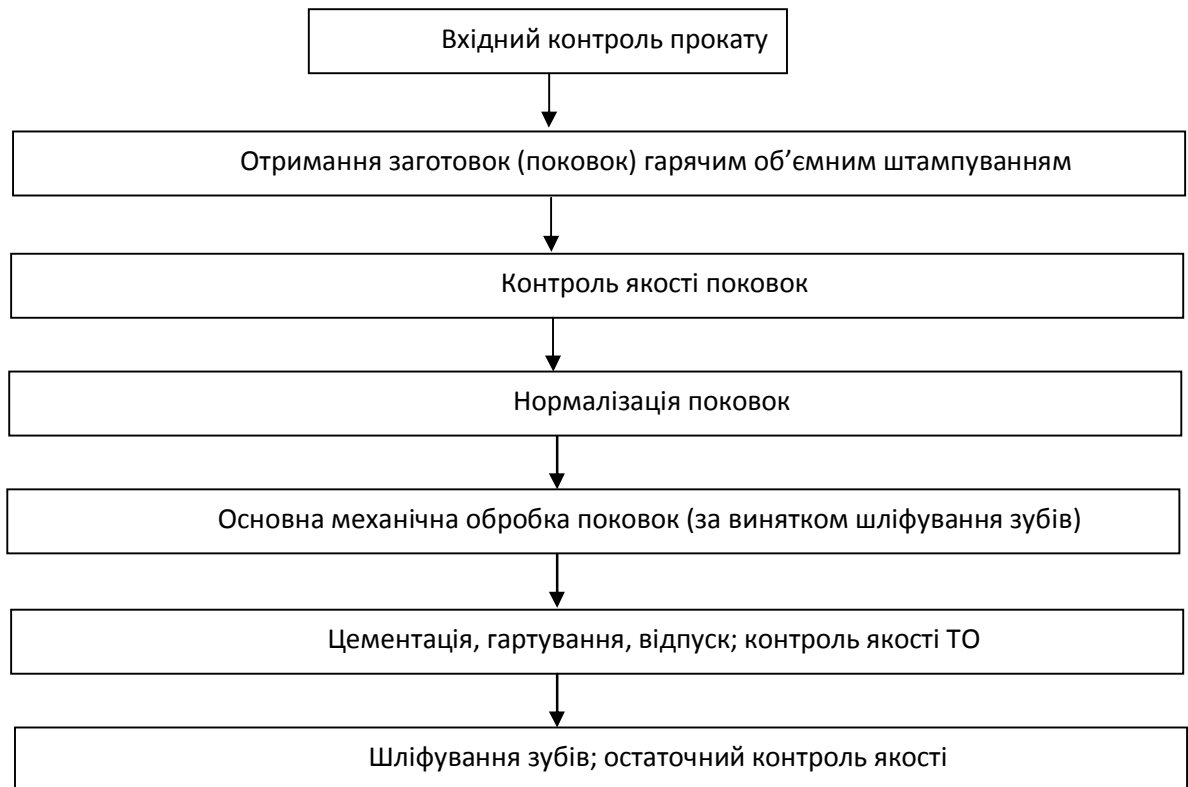 Вхідний контроль прокату
Отримання заготовок (поковок) гарячим об’ємним штампуванням
Контроль якості поковок
Нормалізація поковок
Основна механічна обробка поковок (за винятком шліфування зубів)
Цементація, гартування, відпуск; контроль якості ТО
Шліфування зубів; остаточний контроль якості